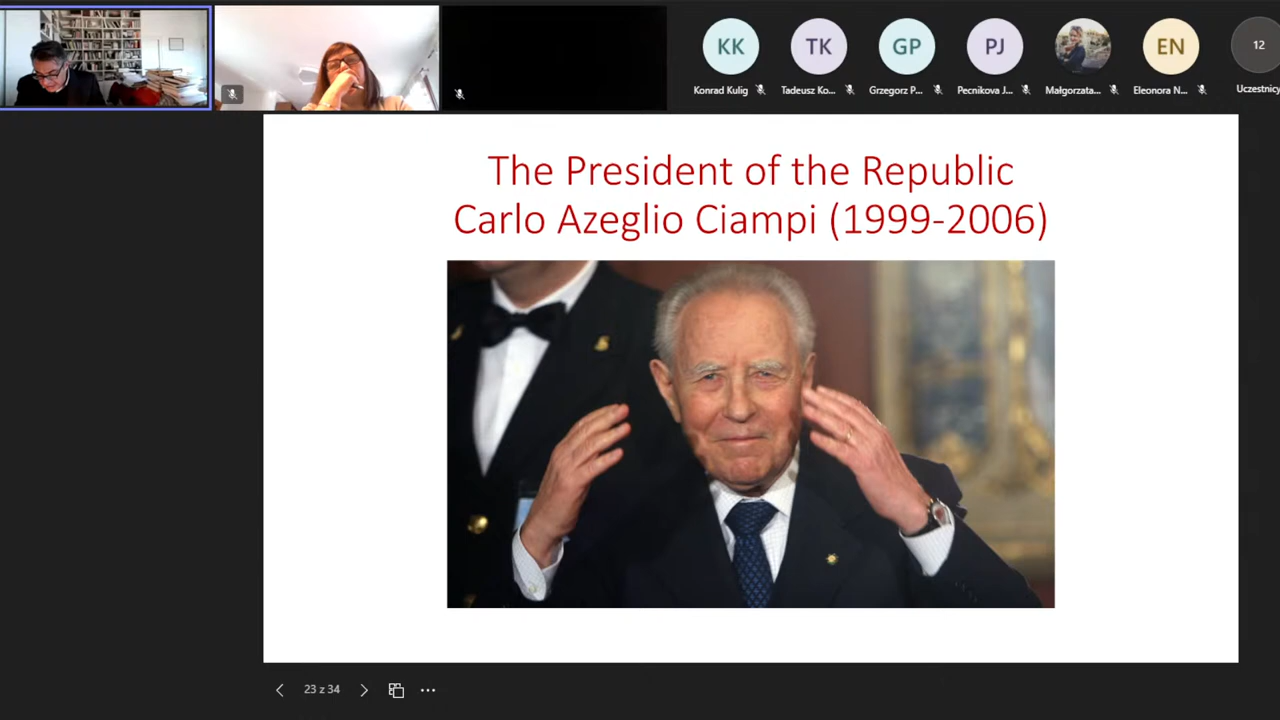 KK
TK
GP
PJ
EN
12
Konrad Kulig
Tadeusz Ko...
Grzegorz P...
Pecnikova J...
Małgorzata...
Eleonora N...
Uczestnicy
The President of the Republic
Carlo Azeglio Ciampi (1999-2006)
23 z 34